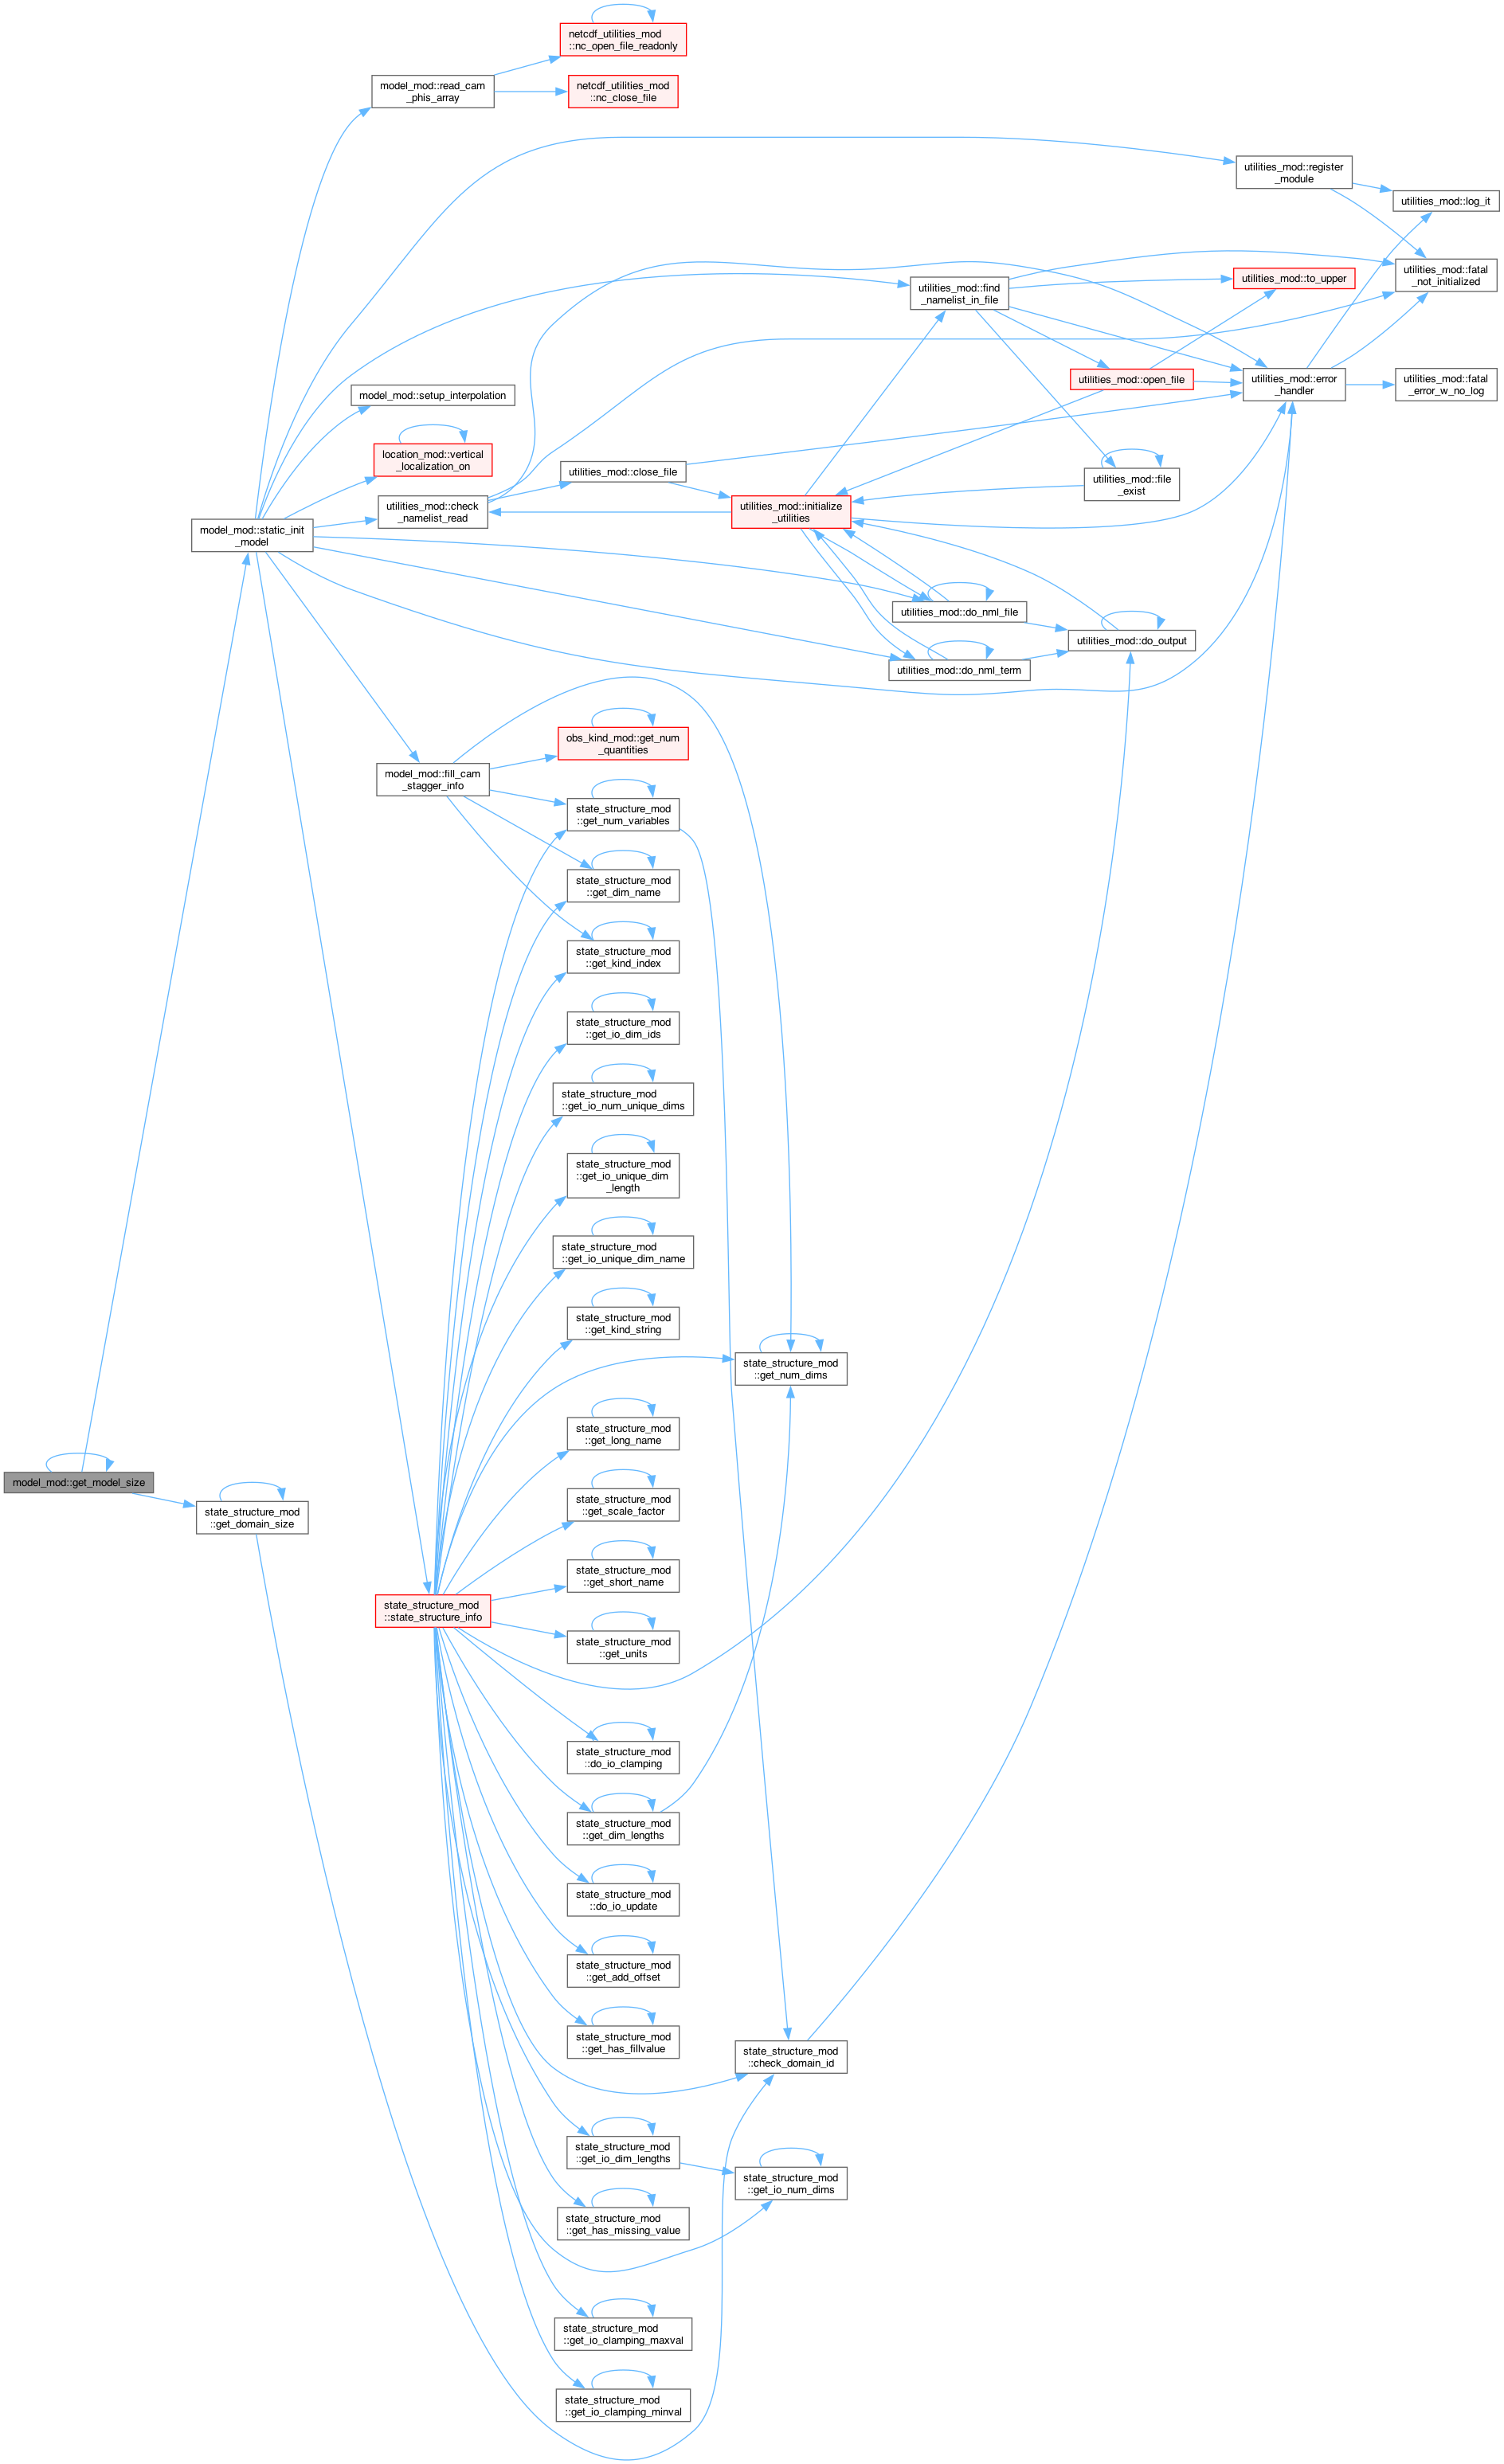 netcdf_utilities_mod
::nc_open_file_readonly
model_mod::read_cam
_phis_array
netcdf_utilities_mod
::nc_close_file
utilities_mod::register
_module
utilities_mod::log_it
utilities_mod::fatal
_not_initialized
utilities_mod::to_upper
utilities_mod::find
_namelist_in_file
utilities_mod::open_file
utilities_mod::error
_handler
utilities_mod::fatal
_error_w_no_log
model_mod::setup_interpolation
location_mod::vertical
_localization_on
utilities_mod::close_file
utilities_mod::file
_exist
utilities_mod::check
_namelist_read
utilities_mod::initialize
_utilities
model_mod::static_init
_model
utilities_mod::do_nml_file
utilities_mod::do_output
utilities_mod::do_nml_term
obs_kind_mod::get_num
_quantities
model_mod::fill_cam
_stagger_info
state_structure_mod
::get_num_variables
state_structure_mod
::get_dim_name
state_structure_mod
::get_kind_index
state_structure_mod
::get_io_dim_ids
state_structure_mod
::get_io_num_unique_dims
state_structure_mod
::get_io_unique_dim
_length
state_structure_mod
::get_io_unique_dim_name
state_structure_mod
::get_kind_string
state_structure_mod
::get_num_dims
state_structure_mod
::get_long_name
model_mod::get_model_size
state_structure_mod
::get_domain_size
state_structure_mod
::get_scale_factor
state_structure_mod
::get_short_name
state_structure_mod
::state_structure_info
state_structure_mod
::get_units
state_structure_mod
::do_io_clamping
state_structure_mod
::get_dim_lengths
state_structure_mod
::do_io_update
state_structure_mod
::get_add_offset
state_structure_mod
::get_has_fillvalue
state_structure_mod
::check_domain_id
state_structure_mod
::get_io_dim_lengths
state_structure_mod
::get_io_num_dims
state_structure_mod
::get_has_missing_value
state_structure_mod
::get_io_clamping_maxval
state_structure_mod
::get_io_clamping_minval